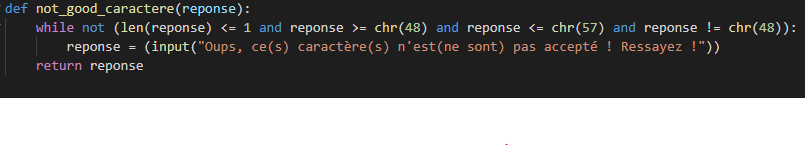 def not_good_caractere(reponse):
    while not (len(reponse) <= 1 and reponse >= chr(48) and reponse <= chr(57) and reponse != chr(48)):
        reponse = (input("Oups, ce(s) caractère(s) n'est(ne sont) pas accepté ! Ressayez !"))
    return reponse